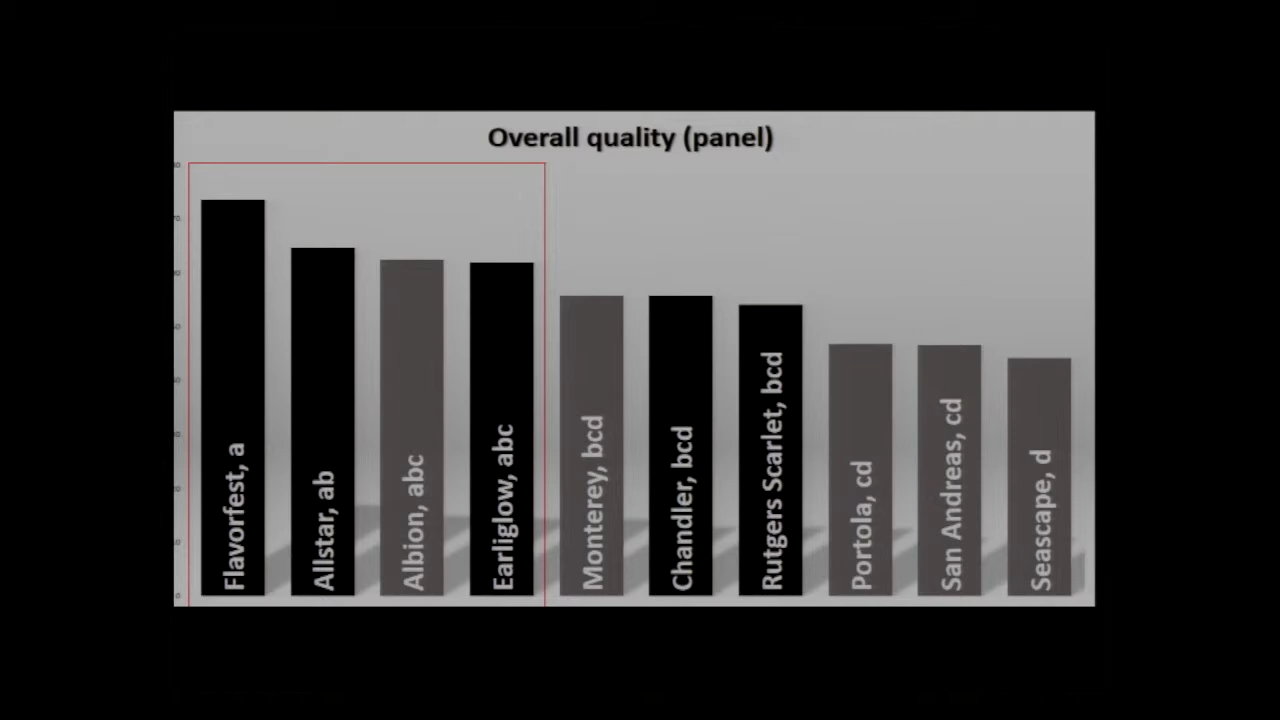 Overall quality (panel)
Flavorfest, a
Allstar, ab
Albion, abc
Earliglow, abc
Monterey, bcd
Chandler, bcd
Rutgers Scarlet, bcd
Portola, cd
San Andreas, cd
Seascape, d